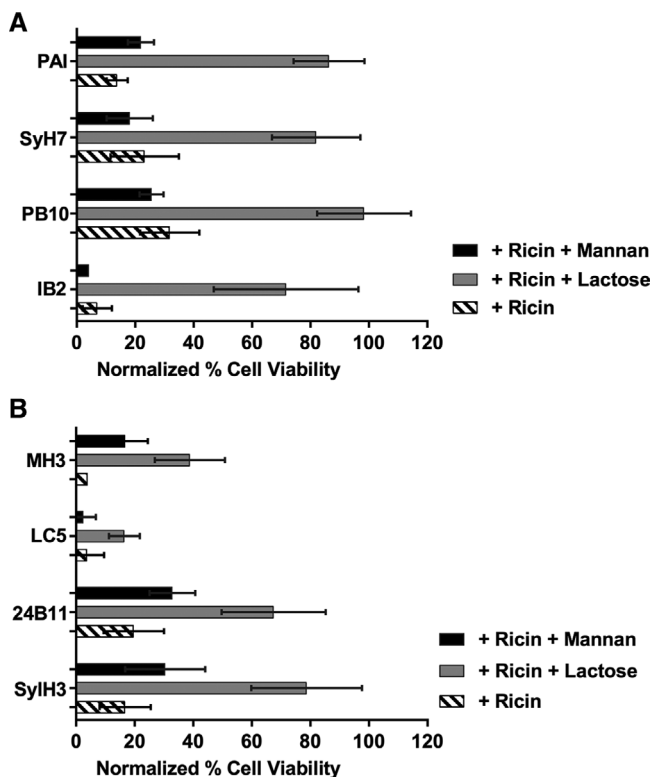 A
PAI
SyH7
PB10
IB2
+ Ricin + Mannan
+ Ricin + Lactose
+ Ricin
0 20 40 60 80 100 120
Normalized % Cell Viability
B
MH3
LC5
24B11
SylH3
+ Ricin + Mannan
+ Ricin + Lactose
+ Ricin
0 20 40 60 80 100 120
Normalized % Cell Viability